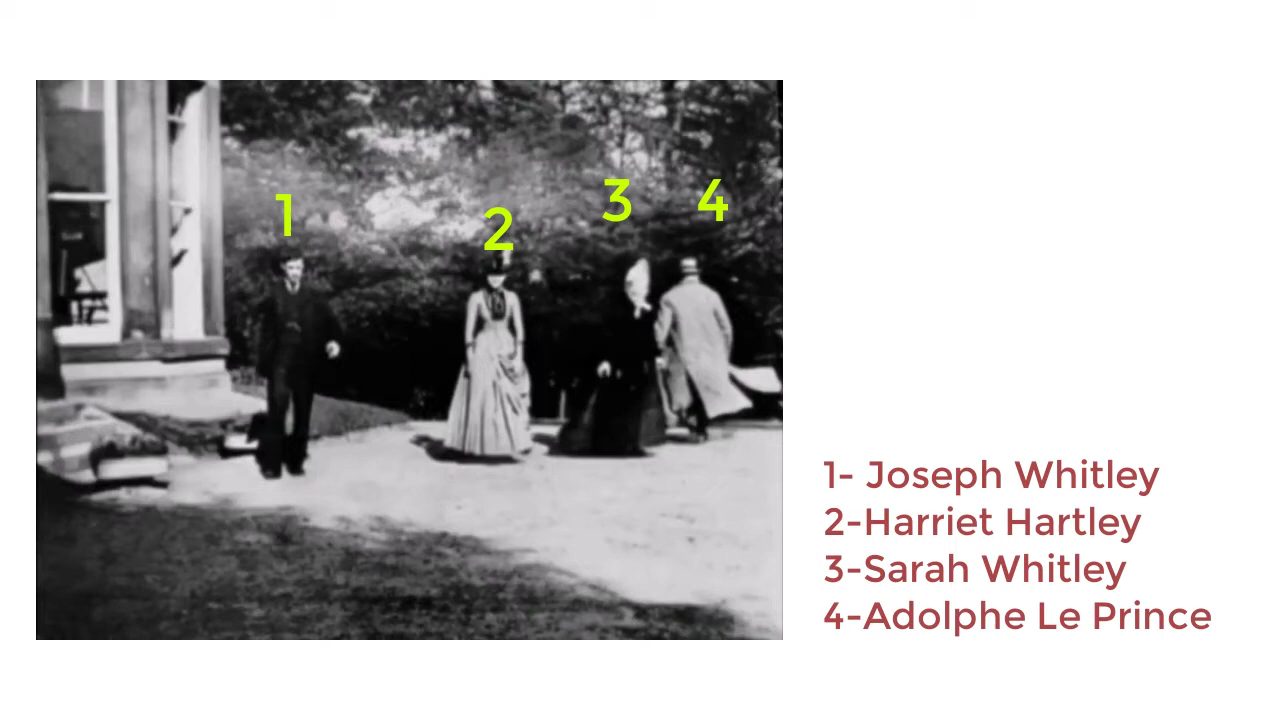 1
2
3
4
1- Joseph Whitley
2-Harriet Hartley
3-Sarah Whitley
4-Adolphe Le Prince